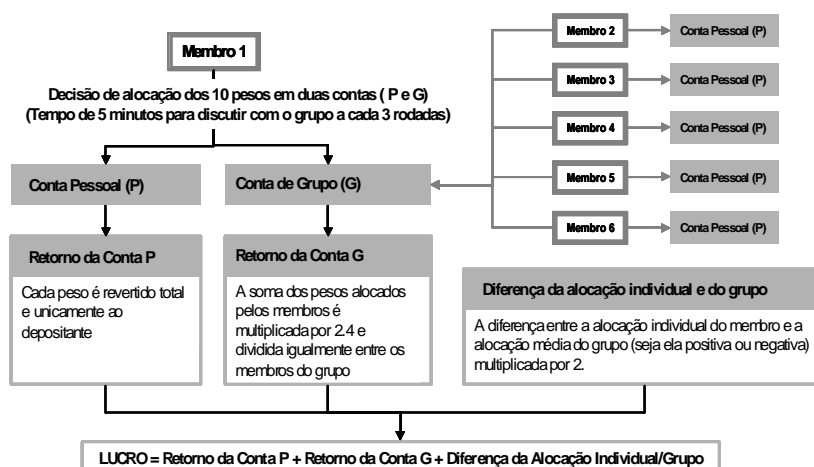 Membro 1
Decisão de alocação dos 10 pesos em duas contas ( P e G)
(Tempo de 5 minutos para discutir com o grupo a cada 3 rodadas)
Membro 2
Conta Pessoal (P)
Membro 3
Conta Pessoal (P)
Membro 4
Conta Pessoal (P)
Membro 5
Conta Pessoal (P)
Membro 6
Conta Pessoal (P)
Conta Pessoal (P)
Conta de Grupo (G)
Retorno da Conta P
Cada peso é revertido total
e unicamente ao
depositante
Retorno da Conta G
A soma dos pesos alocados
pelos membros é
multiplicada por 2.4 e
dividida igualmente entre os
membros do grupo
Diferença da alocação individual e do grupo
A diferença entre a alocação individual do membro e a
alocação média do grupo (seja ela positiva ou negativa)
multiplicada por 2.
LUCRO = Retorno da Conta P + Retorno da Conta G + Diferença da Alocação Individual/Grupo